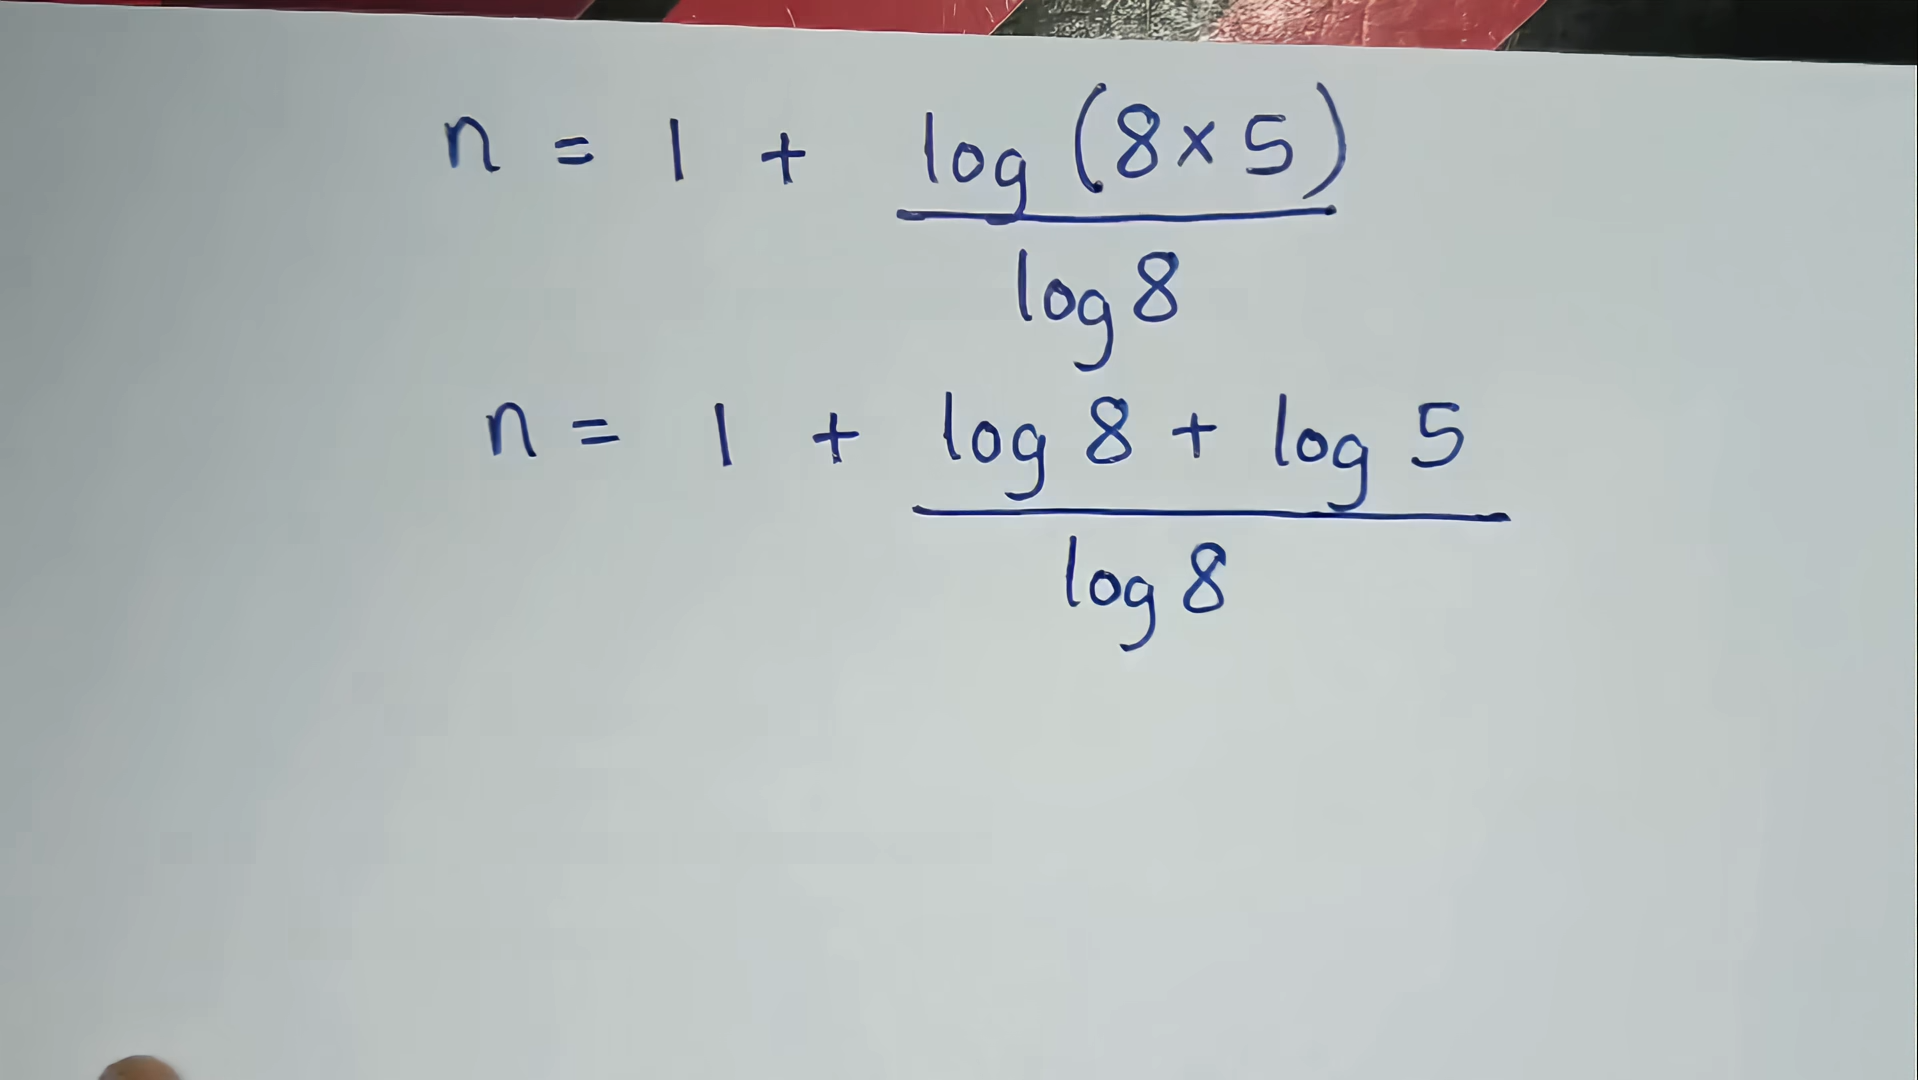 n = 1 + log (8 × 5) / log 8
n = 1 + log 8 + log 5 / log 8